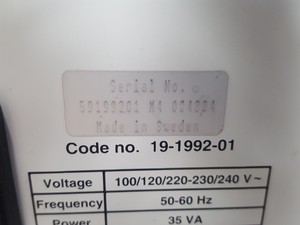 Serial No.
Made in Sweden
Code no. 19-1992-01
Voltage 100/120/220-230/240 V ~
Frequency 50-60 Hz
Power 35 VA